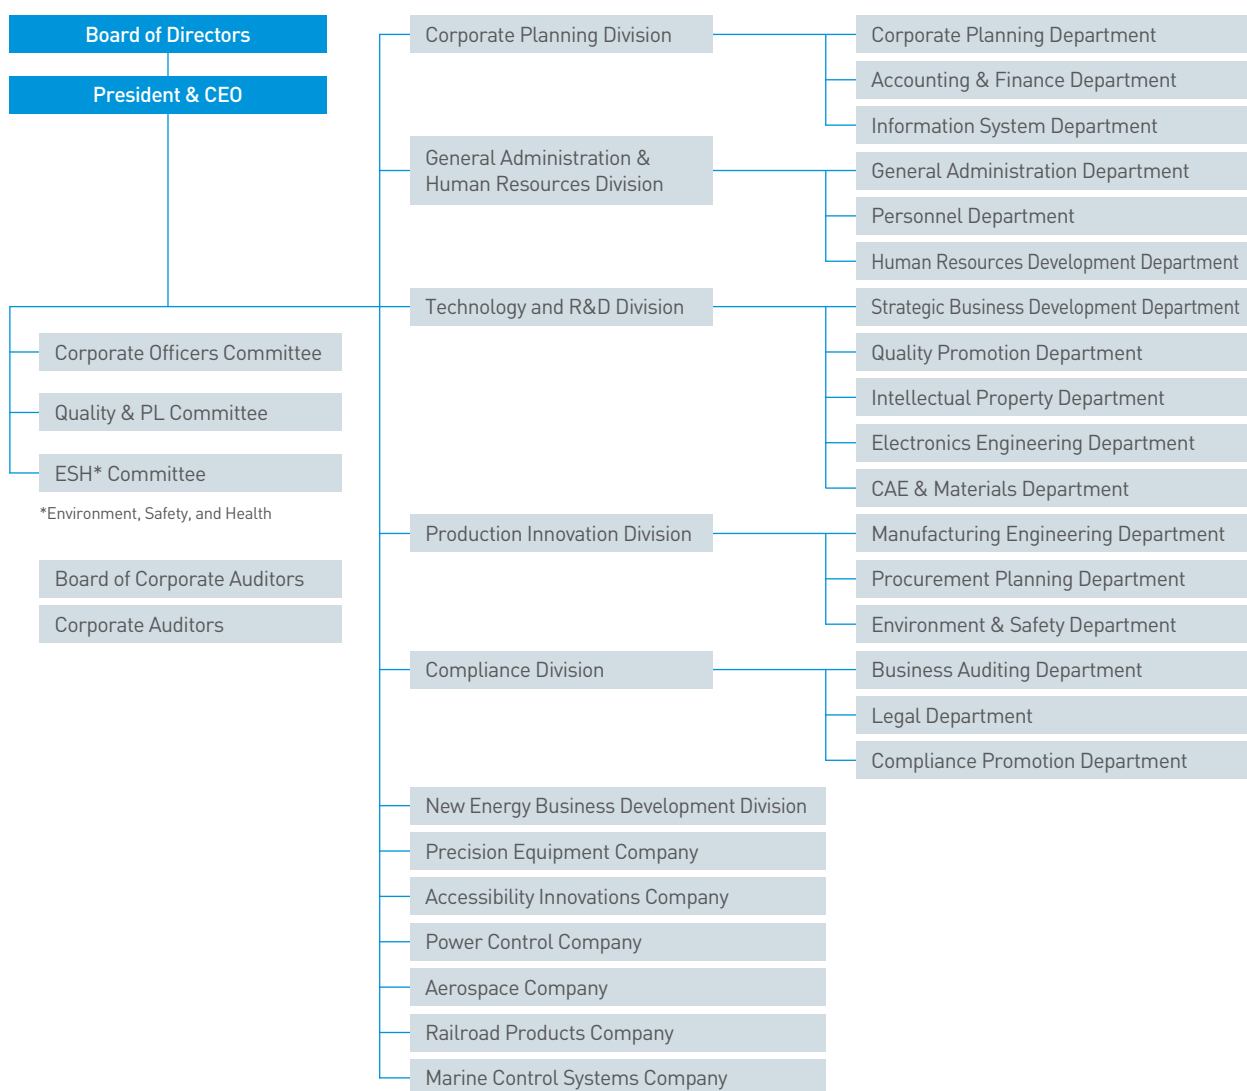 Board of Directors
President & CEO
Corporate Officers Committee
Quality & PL Committee
ESH* Committee
*Environment, Safety, and Health
Board of Corporate Auditors
Corporate Auditors
Corporate Planning Division
Corporate Planning Department
Accounting & Finance Department
Information System Department
General Administration &
Human Resources Division
General Administration Department
Personnel Department
Human Resources Development Department
Technology and R&D Division
Strategic Business Development Department
Quality Promotion Department
Intellectual Property Department
Electronics Engineering Department
CAE & Materials Department
Production Innovation Division
Manufacturing Engineering Department
Procurement Planning Department
Environment & Safety Department
Compliance Division
Business Auditing Department
Legal Department
Compliance Promotion Department
New Energy Business Development Division
Precision Equipment Company
Accessibility Innovations Company
Power Control Company
Aerospace Company
Railroad Products Company
Marine Control Systems Company